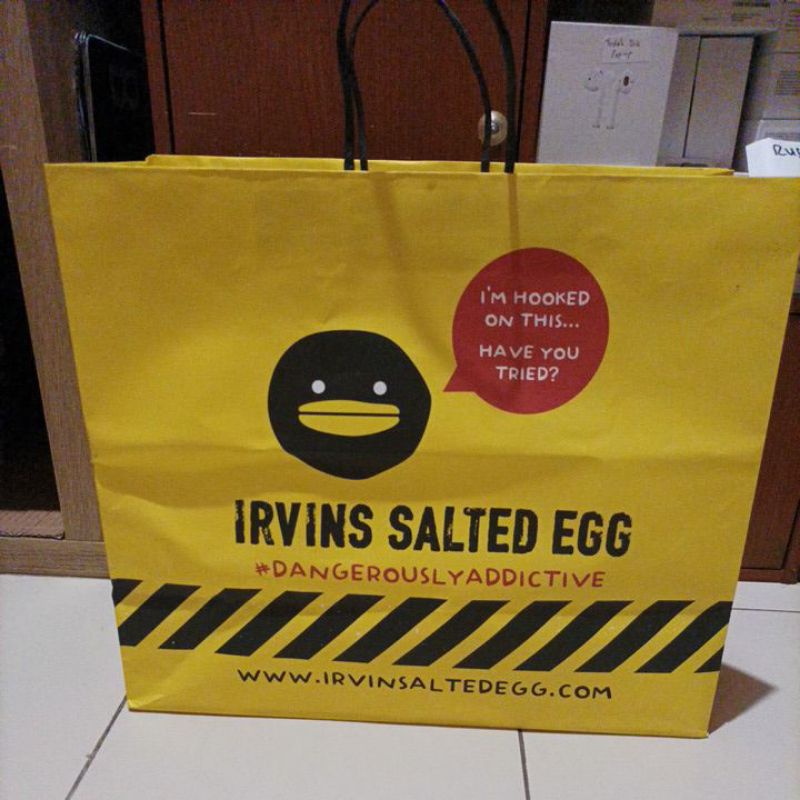 I'M HOOKED
ON THIS...
HAVE YOU
TRIED?
IRVINS SALTED EGG
#DANGEROUSLYADDICTIVE
WWW.IRVINSALTEDEGG.COM